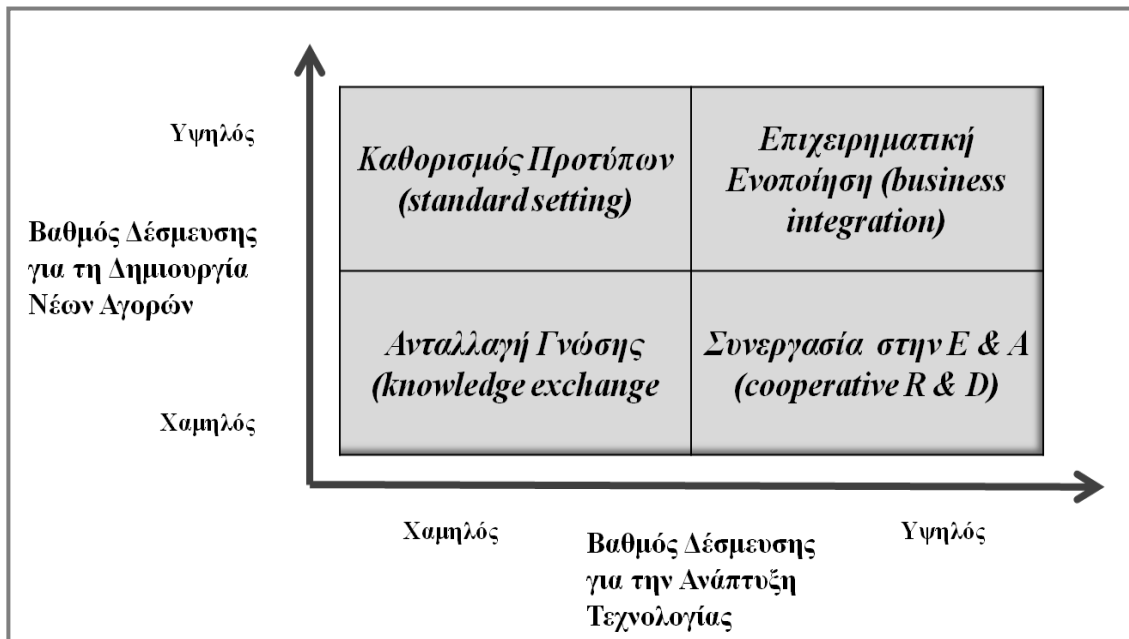 Υψηλός
Καθορισμός Προτύπων
(standard setting)
Επιχειρηματική
Ενοποίηση (business
integration)
Βαθμός Δέσμευσης
για τη Δημιουργία
Νέων Αγορών
Ανταλλαγή Γνώσης
(knowledge exchange
Συνεργασία στην Ε & Α
(cooperative R & D)
Χαμηλός
Χαμηλός
Υψηλός
Βαθμός Δέσμευσης
για την Ανάπτυξη
Τεχνολογίας